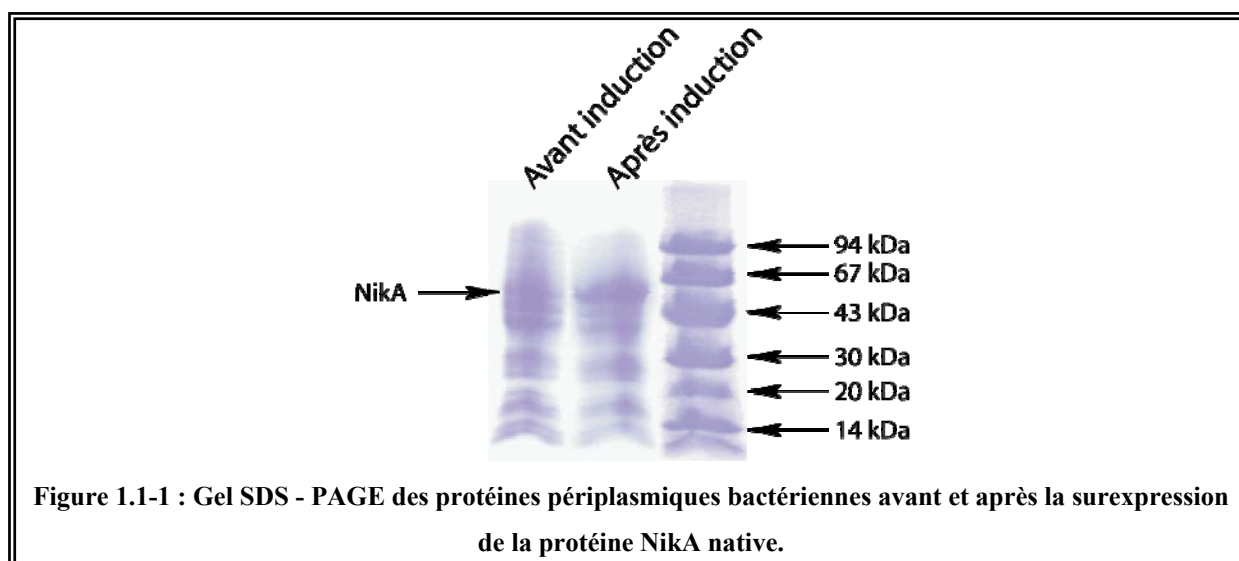 Avant induction
Après induction
NikA
94 kDa
67 kDa
43 kDa
30 kDa
20 kDa
14 kDa
Figure 1.1-1 : Gel SDS - PAGE des protéines périplasmiques bactériennes avant et après la surexpression
de la protéine NikA native.